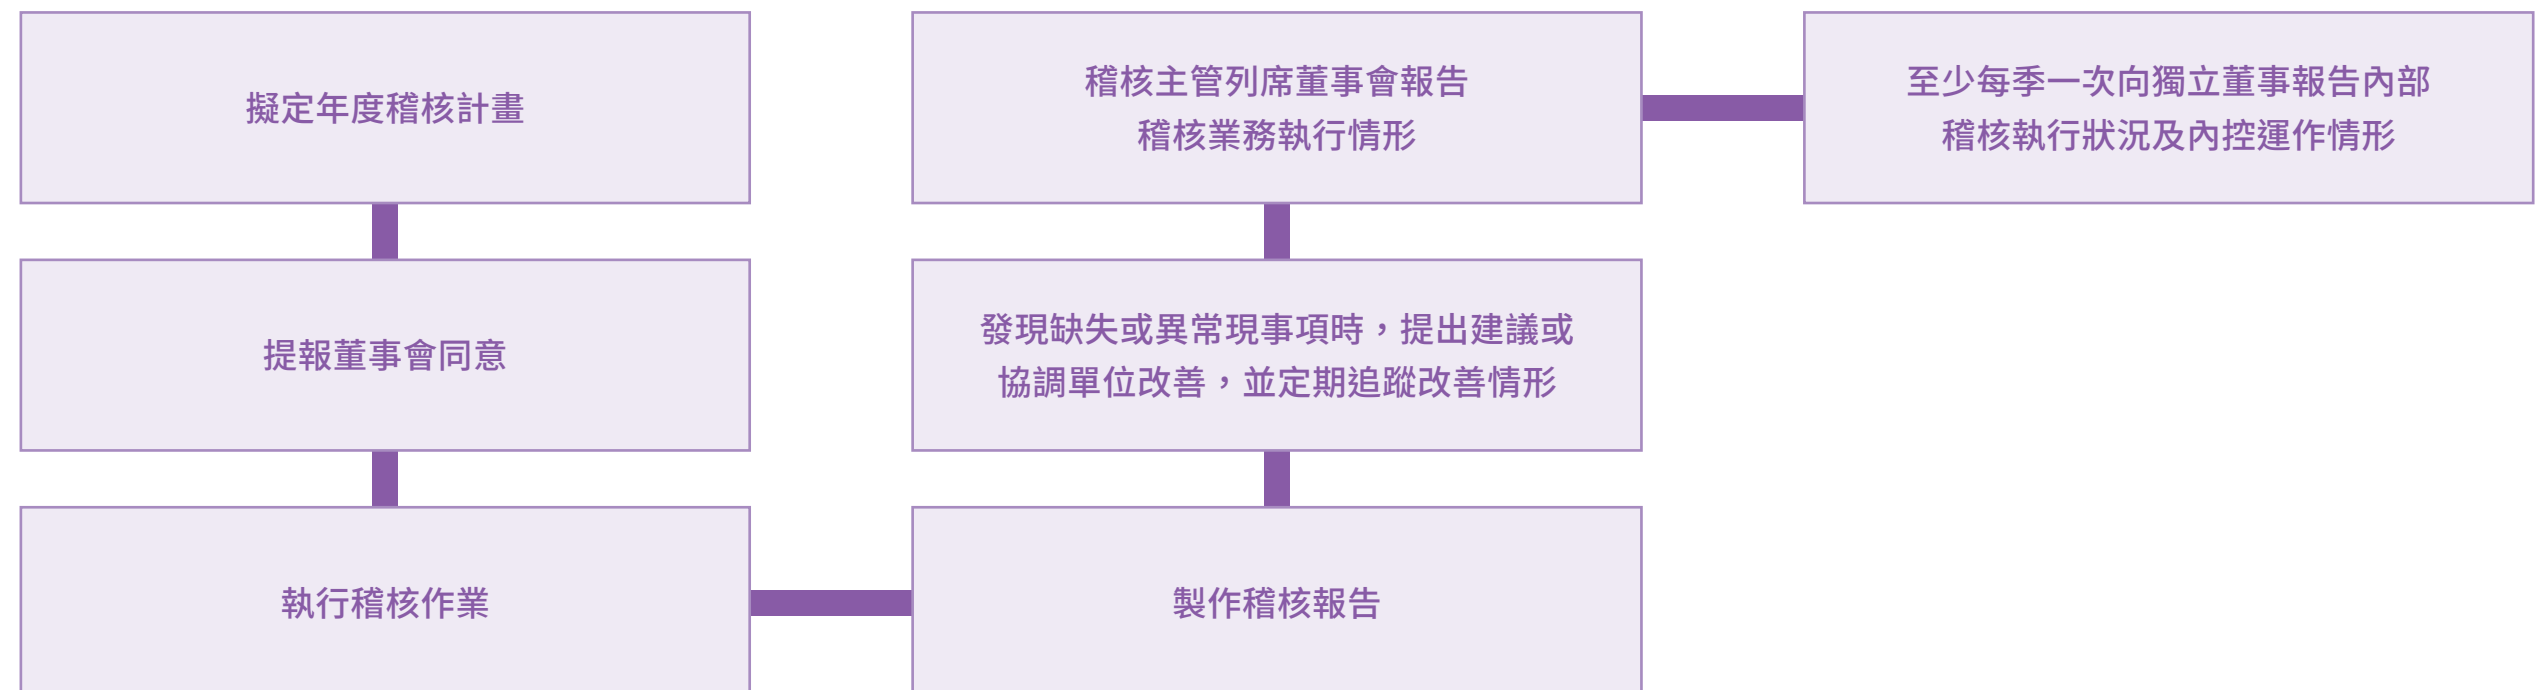 擬定年度稽核計畫
提報董事會同意
執行稽核作業
製作稽核報告
發現缺失或異常現事項時，提出建議或
協調單位改善，並定期追蹤改善情形
稽核主管列席董事會報告
稽核業務執行情形
至少每季一次向獨立董事報告內部
稽核執行狀況及內控運作情形